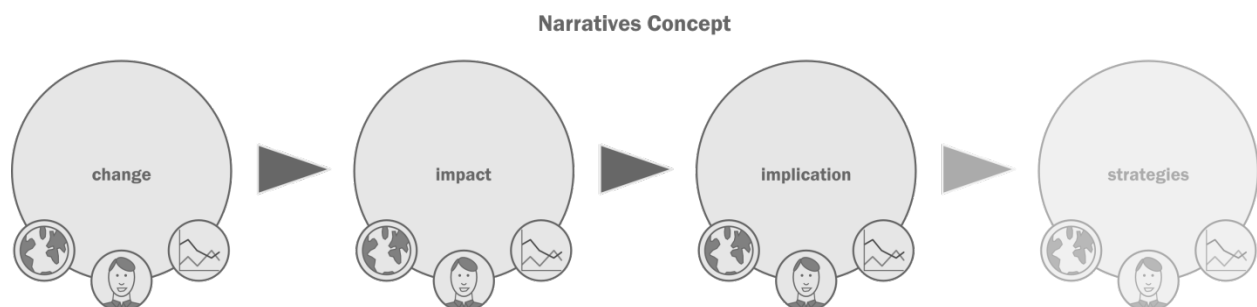 Narratives Concept
change
impact
implication
strategies